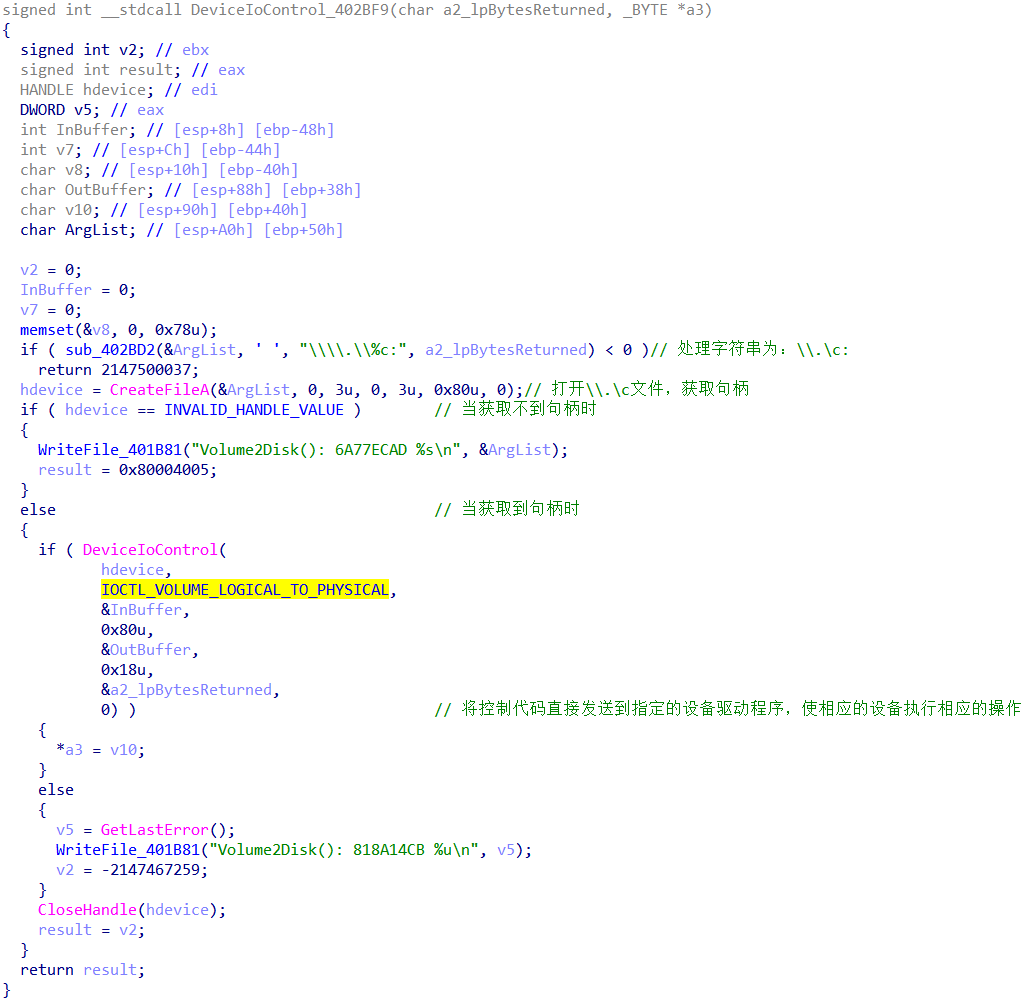 signed int __stdcall DeviceIoControl_402BF9(char a2_lpBytesReturned, _BYTE *a3)
{
  signed int v2; // ebx
  signed int result; // eax
  HANDLE hdevice; // edi
  DWORD v5; // eax
  int InBuffer; // [esp+8h] [ebp-48h]
  int v7; // [esp+Ch] [ebp-44h]
  char v8; // [esp+10h] [ebp-40h]
  char OutBuffer; // [esp+88h] [ebp+38h]
  char v10; // [esp+90h] [ebp+40h]
  char ArgList; // [esp+A0h] [ebp+50h]

  v2 = 0;
  InBuffer = 0;
  v7 = 0;
  memset(&v8, 0, 0x78u);
  if ( sub_402BD2(&ArgList, ' ', "\\\\.\\%c:", a2_lpBytesReturned) < 0 )// 处理字符串为: \\.\c:
    return 2147500037;
  hdevice = CreateFileA(&ArgList, 0, 3u, 0, 3u, 0x80u, 0);// 打开\\.\c文件, 获取句柄
  if ( hdevice == INVALID_HANDLE_VALUE )        // 当获取不到句柄时
  {
    WriteFile_401B81("Volume2Disk(): 6A77ECAD %s\n", &ArgList);
    result = 0x80004005;
  }
  else                                          // 当获取到句柄时
  {
    if ( DeviceIoControl(
           hdevice,
           IOCTL_VOLUME_LOGICAL_TO_PHYSICAL,
           &InBuffer,
           0x80u,
           &OutBuffer,
           0x18u,
           &a2_lpBytesReturned,
           0) )                                 // 将控制代码直接发送到指定的设备驱动程序, 使相应的设备执行相应的操作
    {
      *a3 = v10;
    }
    else
    {
      v5 = GetLastError();
      WriteFile_401B81("Volume2Disk(): 818A14CB %u\n", v5);
      v2 = -2147467259;
    }
    CloseHandle(hdevice);
    result = v2;
  }
  return result;
}